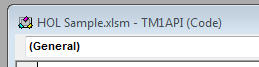 HOL Sample.xlsm - TM1API (Code)
(General)